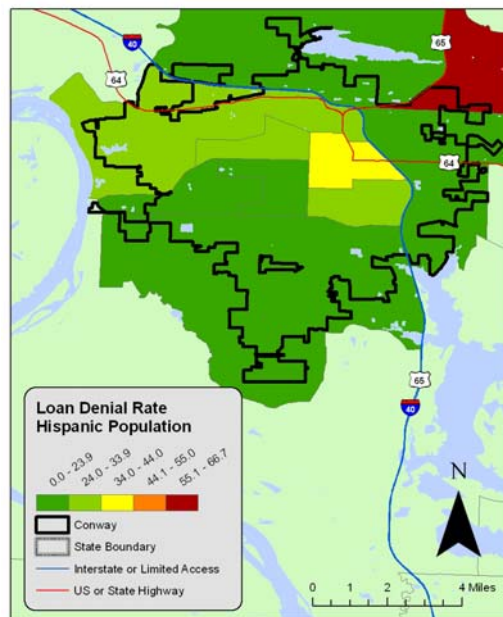 40
65
64
64
65
40
Loan Denial Rate
Hispanic Population
0.0 - 23.9
24.0 - 33.9
34.0 - 44.0
44.1 - 55.0
55.1 - 66.7
Conway
State Boundary
Interstate or Limited Access
US or State Highway
N
0 2 4 Miles